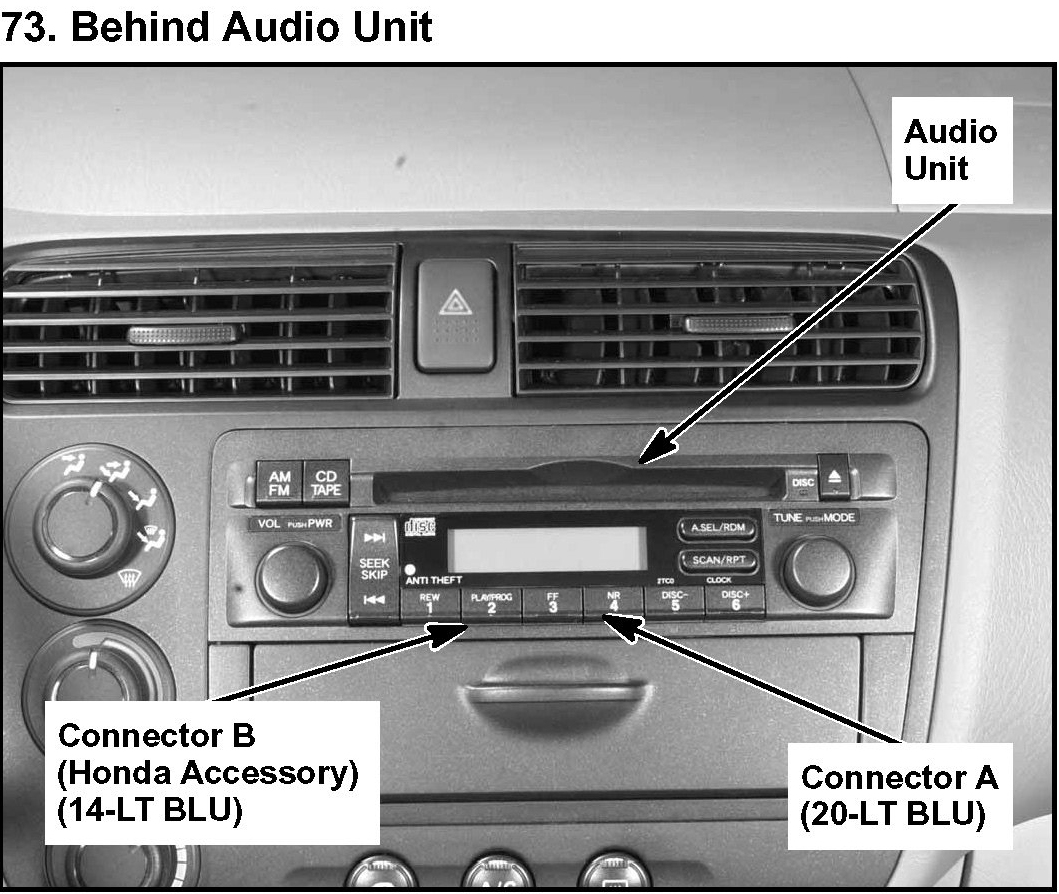 73. Behind Audio Unit
Audio
Unit
AM
FM
CD
TAPE
DISC
VOL PUSH PWR
TUNE PUSH MODE
SEEK
SKIP
disc
A.SEL/RDM
SCAN/RPT
ANTI THEFT
CLOCK
REW
1
PLAY/PROG
2
FF
3
NR
4
DISC-
5
DISC+
6
Connector B
(Honda Accessory)
(14-LT BLU)
Connector A
(20-LT BLU)